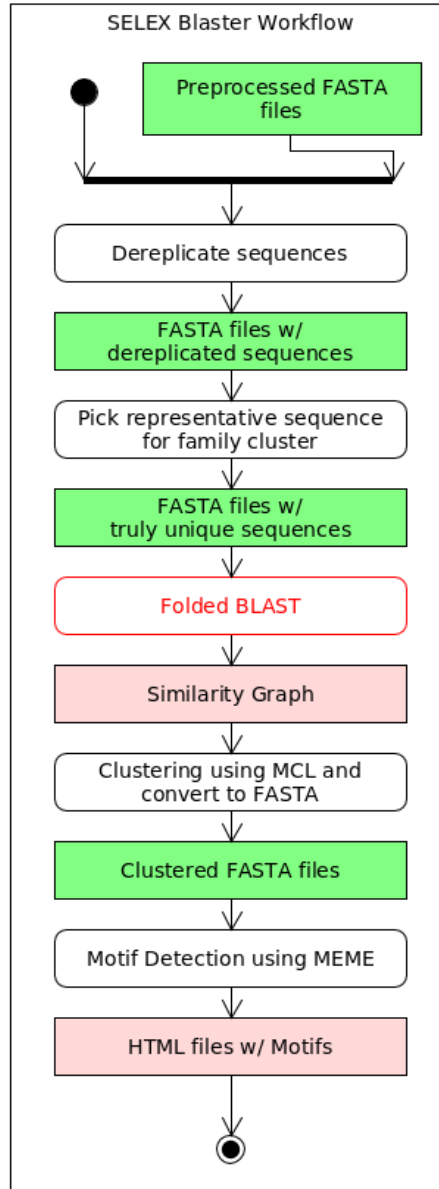 SELEX Blaster Workflow
Preprocessed FASTA
files
Dereplicate sequences
FASTA files w/
dereplicated sequences
Pick representative sequence
for family cluster
FASTA files w/
truly unique sequences
Folded BLAST
Similarity Graph
Clustering using MCL and
convert to FASTA
Clustered FASTA files
Motif Detection using MEME
HTML files w/ Motifs